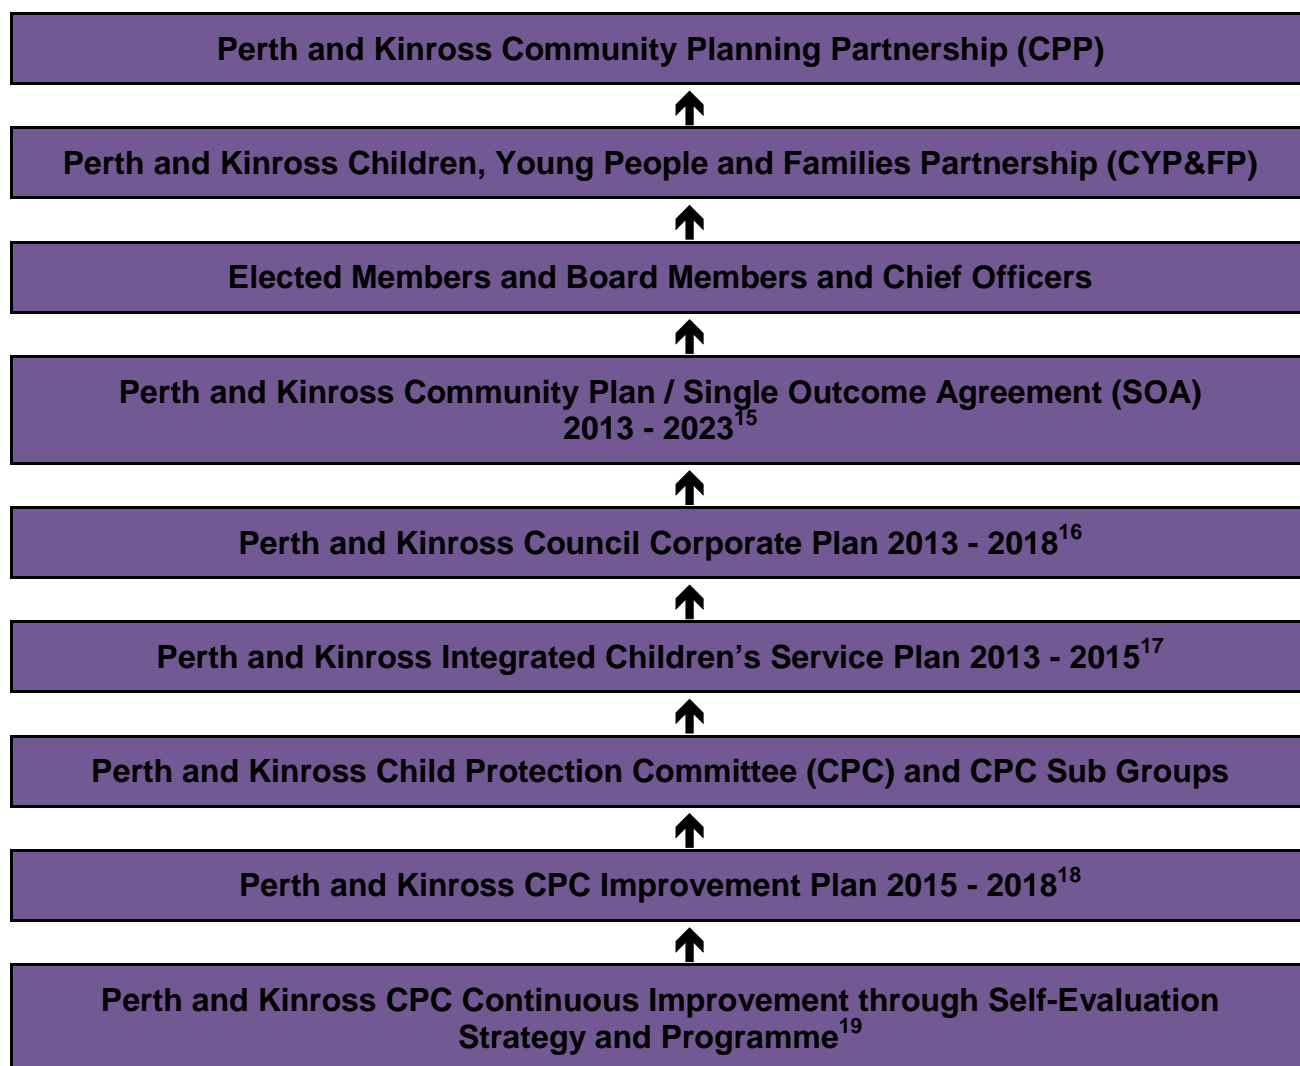 Perth and Kinross Community Planning Partnership (CPP)
Perth and Kinross Children, Young People and Families Partnership (CYP&FP)
Elected Members and Board Members and Chief Officers
Perth and Kinross Community Plan / Single Outcome Agreement (SOA)
2013 - 2023¹⁵
Perth and Kinross Council Corporate Plan 2013 - 2018¹⁶
Perth and Kinross Integrated Children’s Service Plan 2013 - 2015¹⁷
Perth and Kinross Child Protection Committee (CPC) and CPC Sub Groups
Perth and Kinross CPC Improvement Plan 2015 - 2018¹⁸
Perth and Kinross CPC Continuous Improvement through Self-Evaluation
Strategy and Programme¹⁹